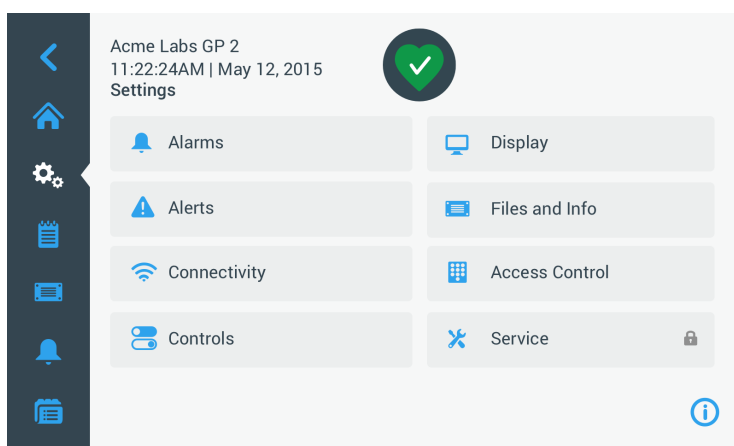 Acme Labs GP 2
11:22:24AM | May 12, 2015
Settings
Alarms
Display
Alerts
Files and Info
Connectivity
Access Control
Controls
Service